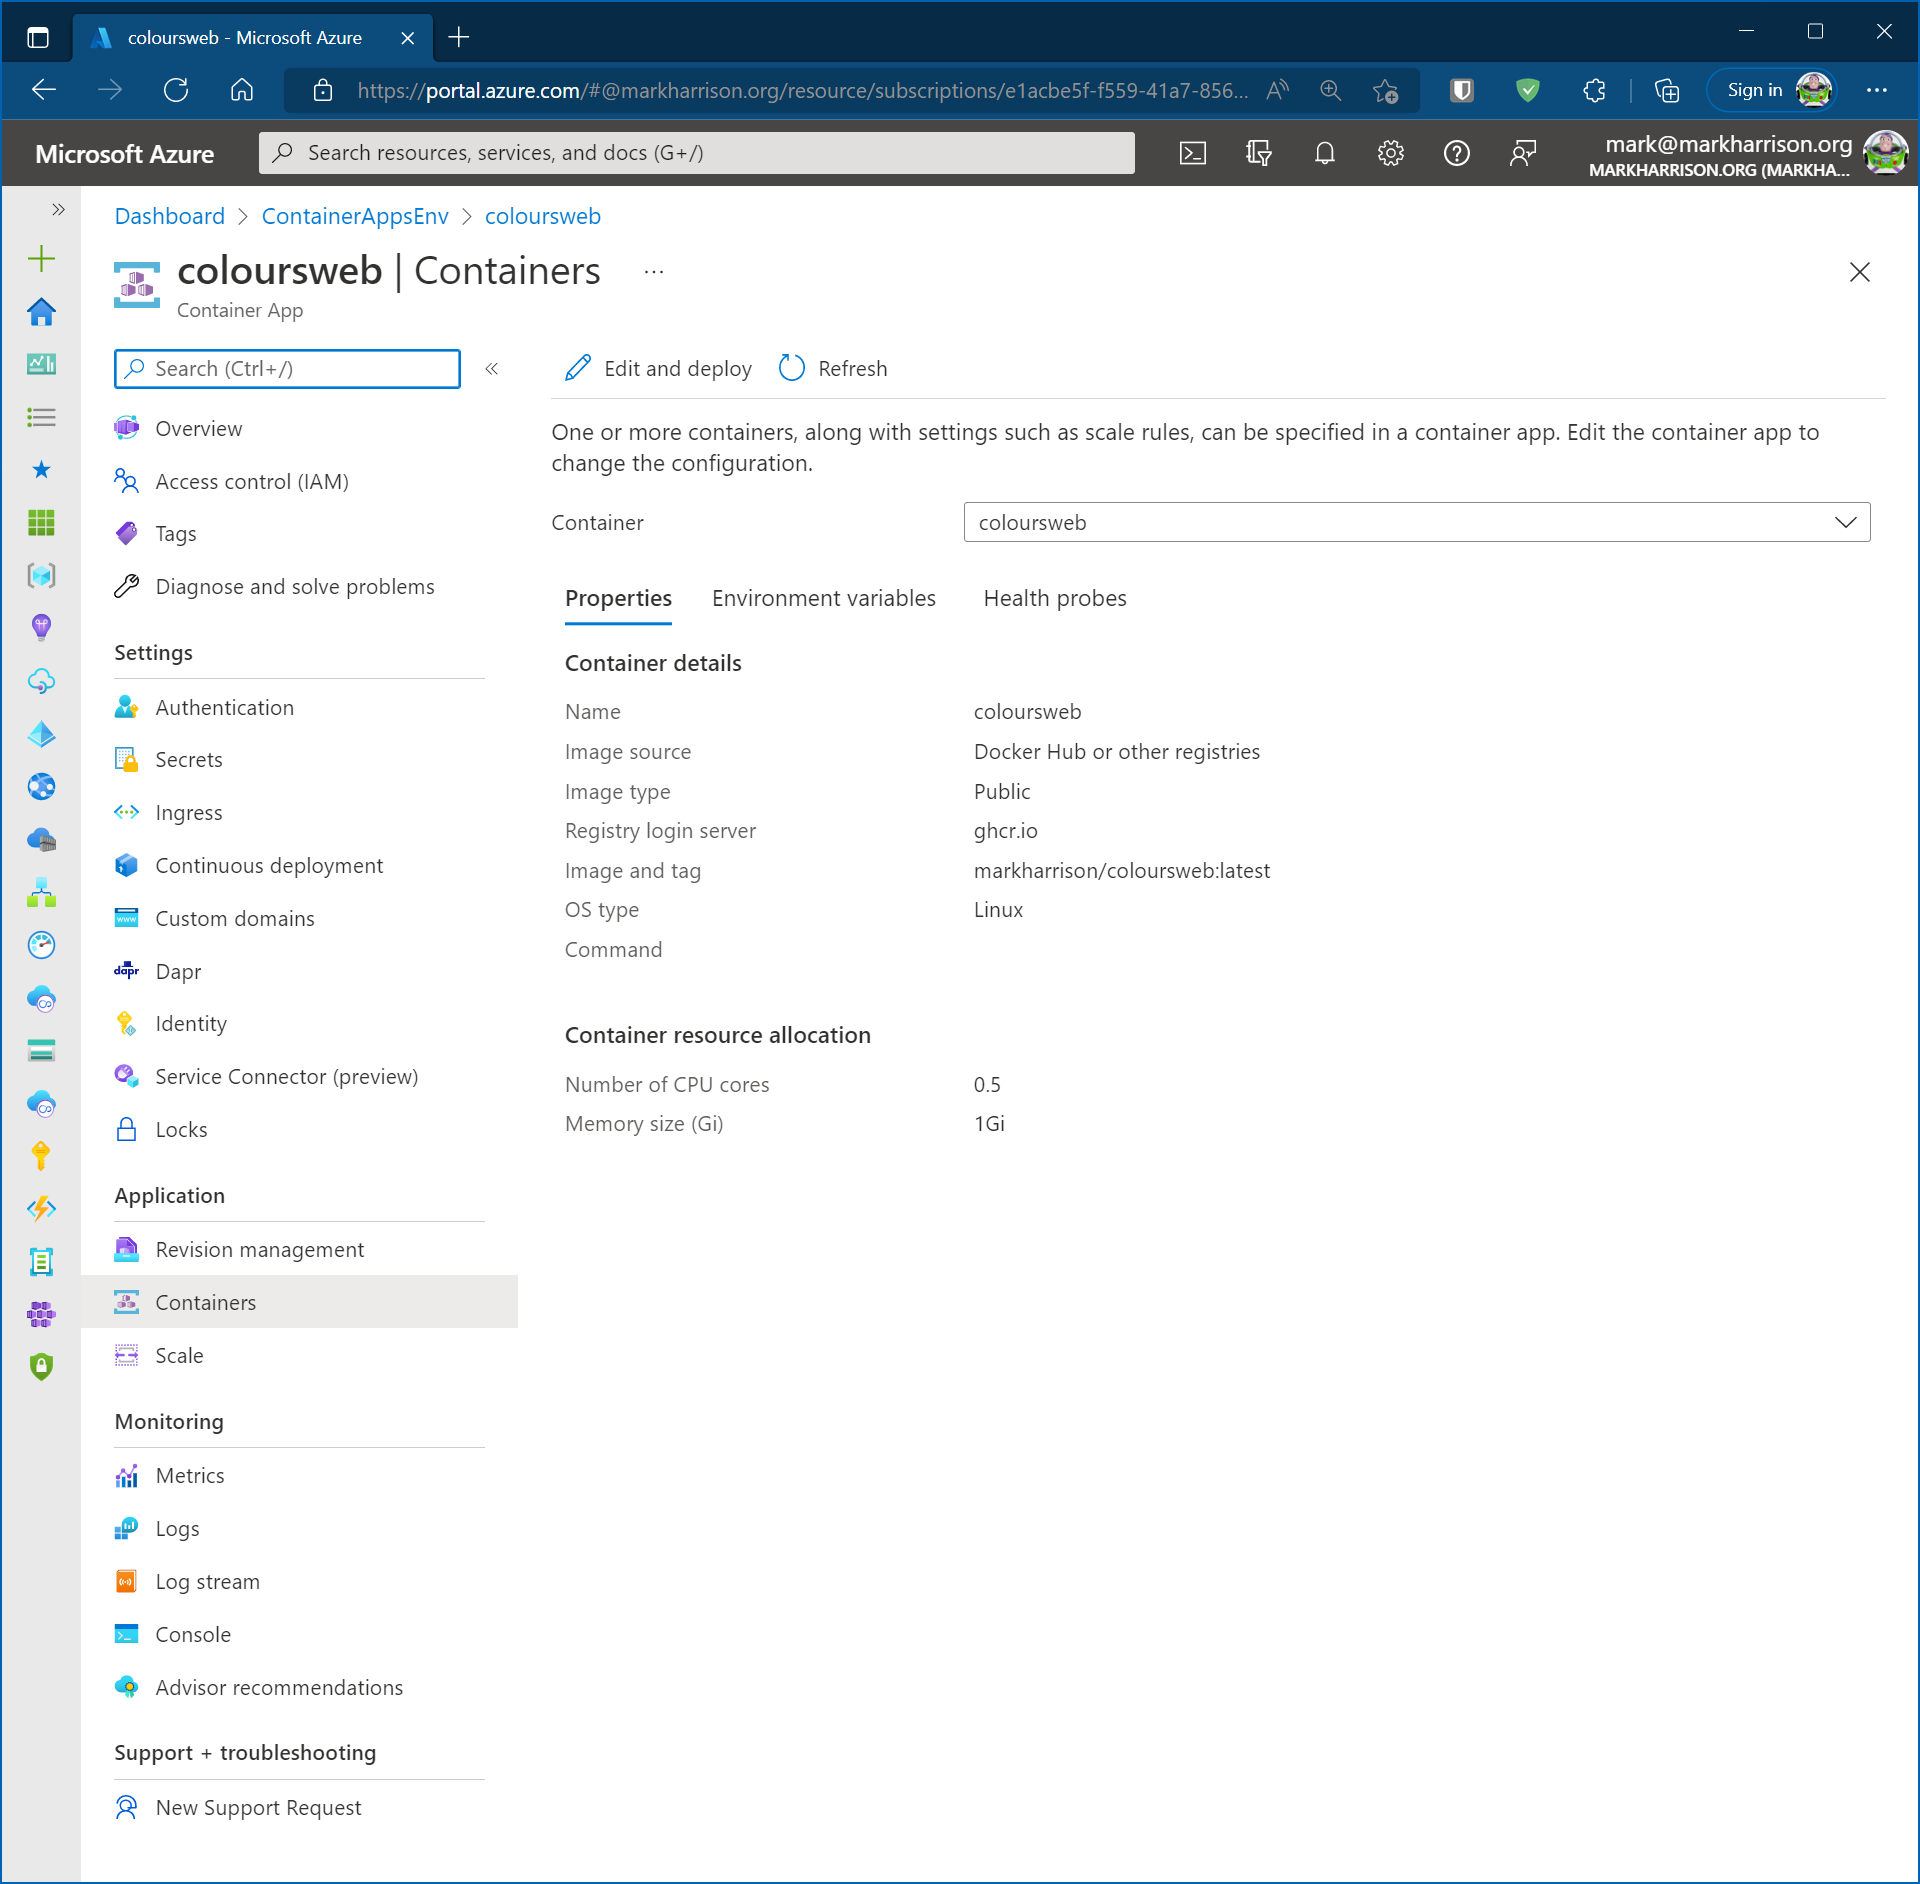 coloursweb - Microsoft Azure
https://portal.azure.com/#@markharrison.org/resource/subscriptions/e1acbe5f-f559-41a7-856...
Sign in
Microsoft Azure
Search resources, services, and docs (G+/)
mark@markharrison.org
MARKHARRISON.ORG (MARKHA...
Dashboard > ContainerAppsEnv > coloursweb
coloursweb | Containers ...
Container App
Search (Ctrl+/)
Edit and deploy
Refresh
Overview
Access control (IAM)
Tags
Diagnose and solve problems
Settings
Authentication
Secrets
Ingress
Continuous deployment
Custom domains
Dapr
Identity
Service Connector (preview)
Locks
Application
Revision management
Containers
Scale
Monitoring
Metrics
Logs
Log stream
Console
Advisor recommendations
Support + troubleshooting
New Support Request
One or more containers, along with settings such as scale rules, can be specified in a container app. Edit the container app to
change the configuration.
Container coloursweb
Properties Environment variables Health probes
Container details
Name coloursweb
Image source Docker Hub or other registries
Image type Public
Registry login server ghcr.io
Image and tag markharrison/coloursweb:latest
OS type Linux
Command
Container resource allocation
Number of CPU cores 0.5
Memory size (Gi) 1Gi